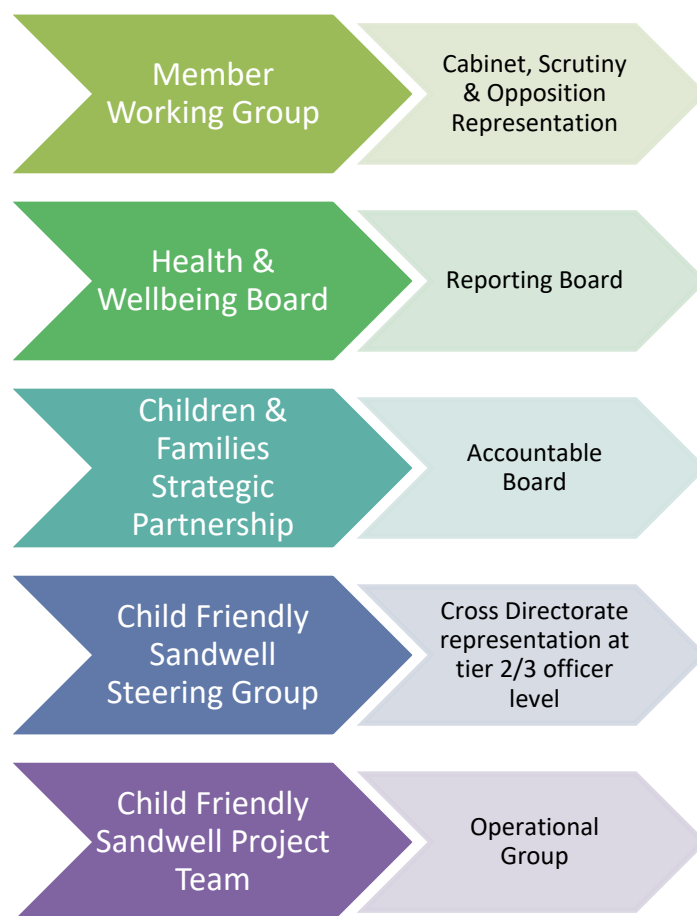 Member
Working Group
Cabinet, Scrutiny
& Opposition
Representation
Health &
Wellbeing Board
Reporting Board
Children &
Families
Strategic
Partnership
Accountable
Board
Child Friendly
Sandwell
Steering Group
Cross Directorate
representation at
tier 2/3 officer
level
Child Friendly
Sandwell Project
Team
Operational
Group